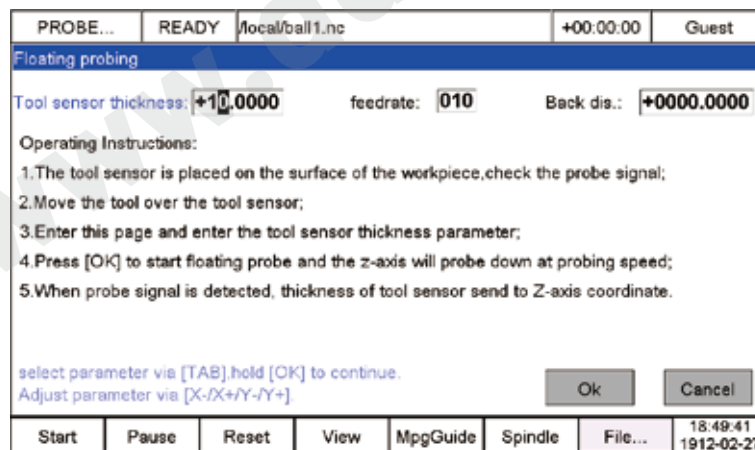 PROBE... READY /local/ball1.nc +00:00:00 Guest
Floating probing
Tool sensor thickness: +10.0000 feedrate: 010 Back dis.: +0000.0000
Operating Instructions:
1.The tool sensor is placed on the surface of the workpiece,check the probe signal;
2.Move the tool over the tool sensor;
3.Enter this page and enter the tool sensor thickness parameter;
4.Press [OK] to start floating probe and the z-axis will probe down at probing speed;
5.When probe signal is detected, thickness of tool sensor send to Z-axis coordinate.
select parameter via [TAB],hold [OK] to continue.
Adjust parameter via [X-/X+/Y-/Y+]
Ok Cancel
Start Pause Reset View MpgGuide Spindle File... 18:49:41